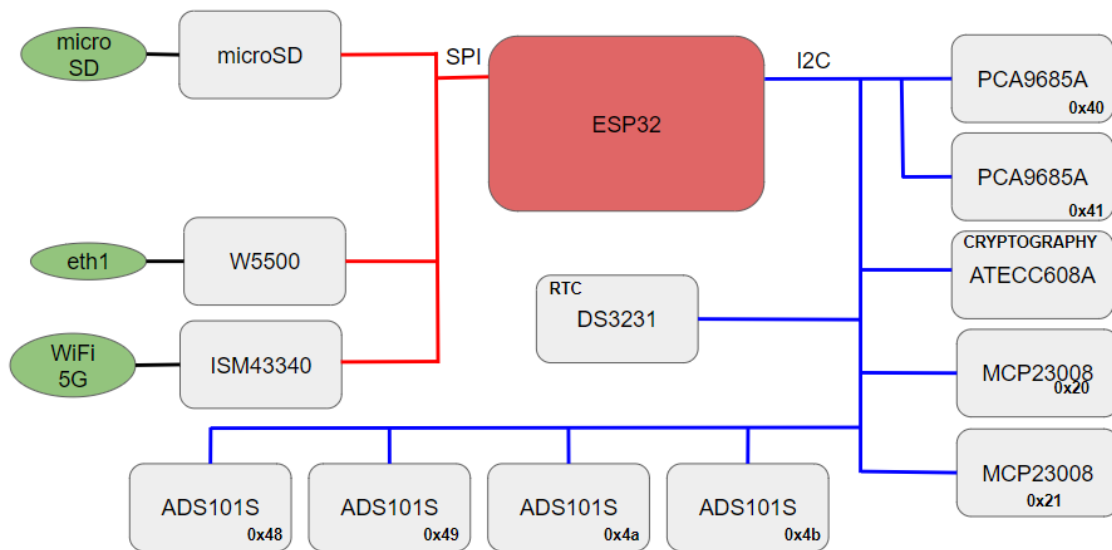 micro
SD
microSD
SPI
ESP32
I2C
PCA9685A
0x40
PCA9685A
0x41
eth1
W5500
RTC
DS3231
CRYPTOGRAPHY
ATECC608A
WiFi
5G
ISM43340
MCP23008
0x20
MCP23008
0x21
ADS101S
0x48
ADS101S
0x49
ADS101S
0x4a
ADS101S
0x4b